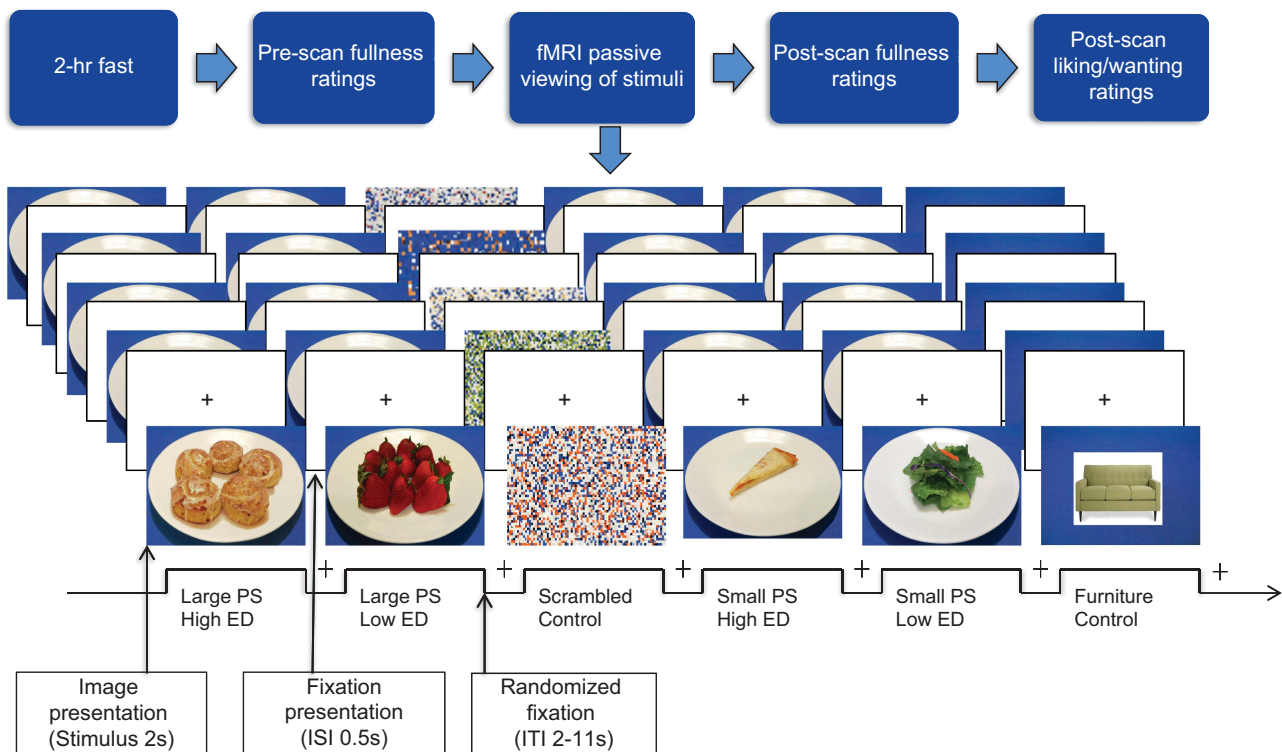 2-hr fast
Pre-scan fullness
ratings
fMRI passive
viewing of stimuli
Post-scan fullness
ratings
Post-scan
liking/wanting
ratings
+ + + + + +
+ + + + + +
Large PS
High ED
Large PS
Low ED
Scrambled
Control
Small PS
High ED
Small PS
Low ED
Furniture
Control
Image
presentation
(Stimulus 2s)
Fixation
presentation
(ISI 0.5s)
Randomized
fixation
(ITI 2-11s)